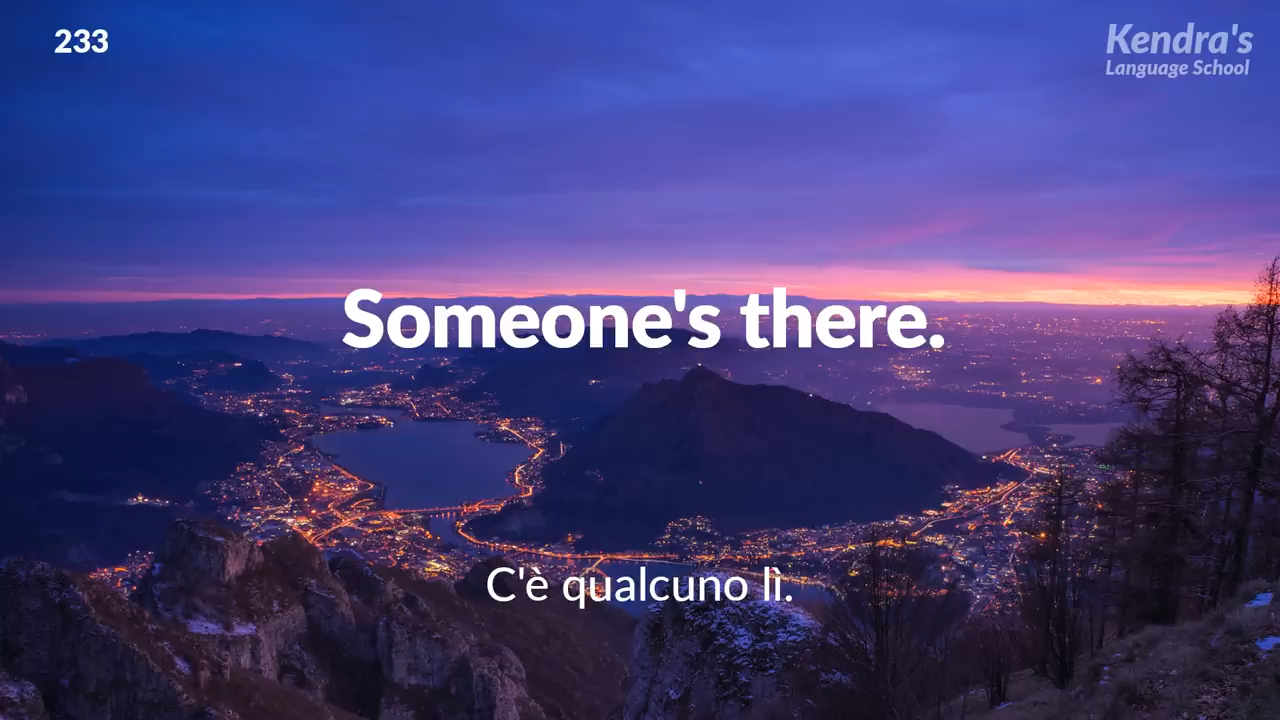 233
Kendra's
Language School
Someone's there.
C'è qualcuno lì.